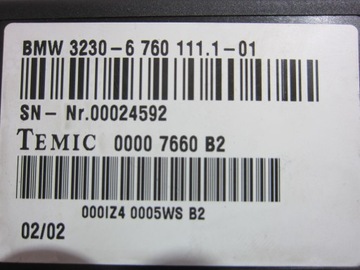 BMW 3230-6 760 111.1-01
SN- Nr.00024592
TEMIC 0000 7660 B2
000IZ4 0005WS B2
02/02